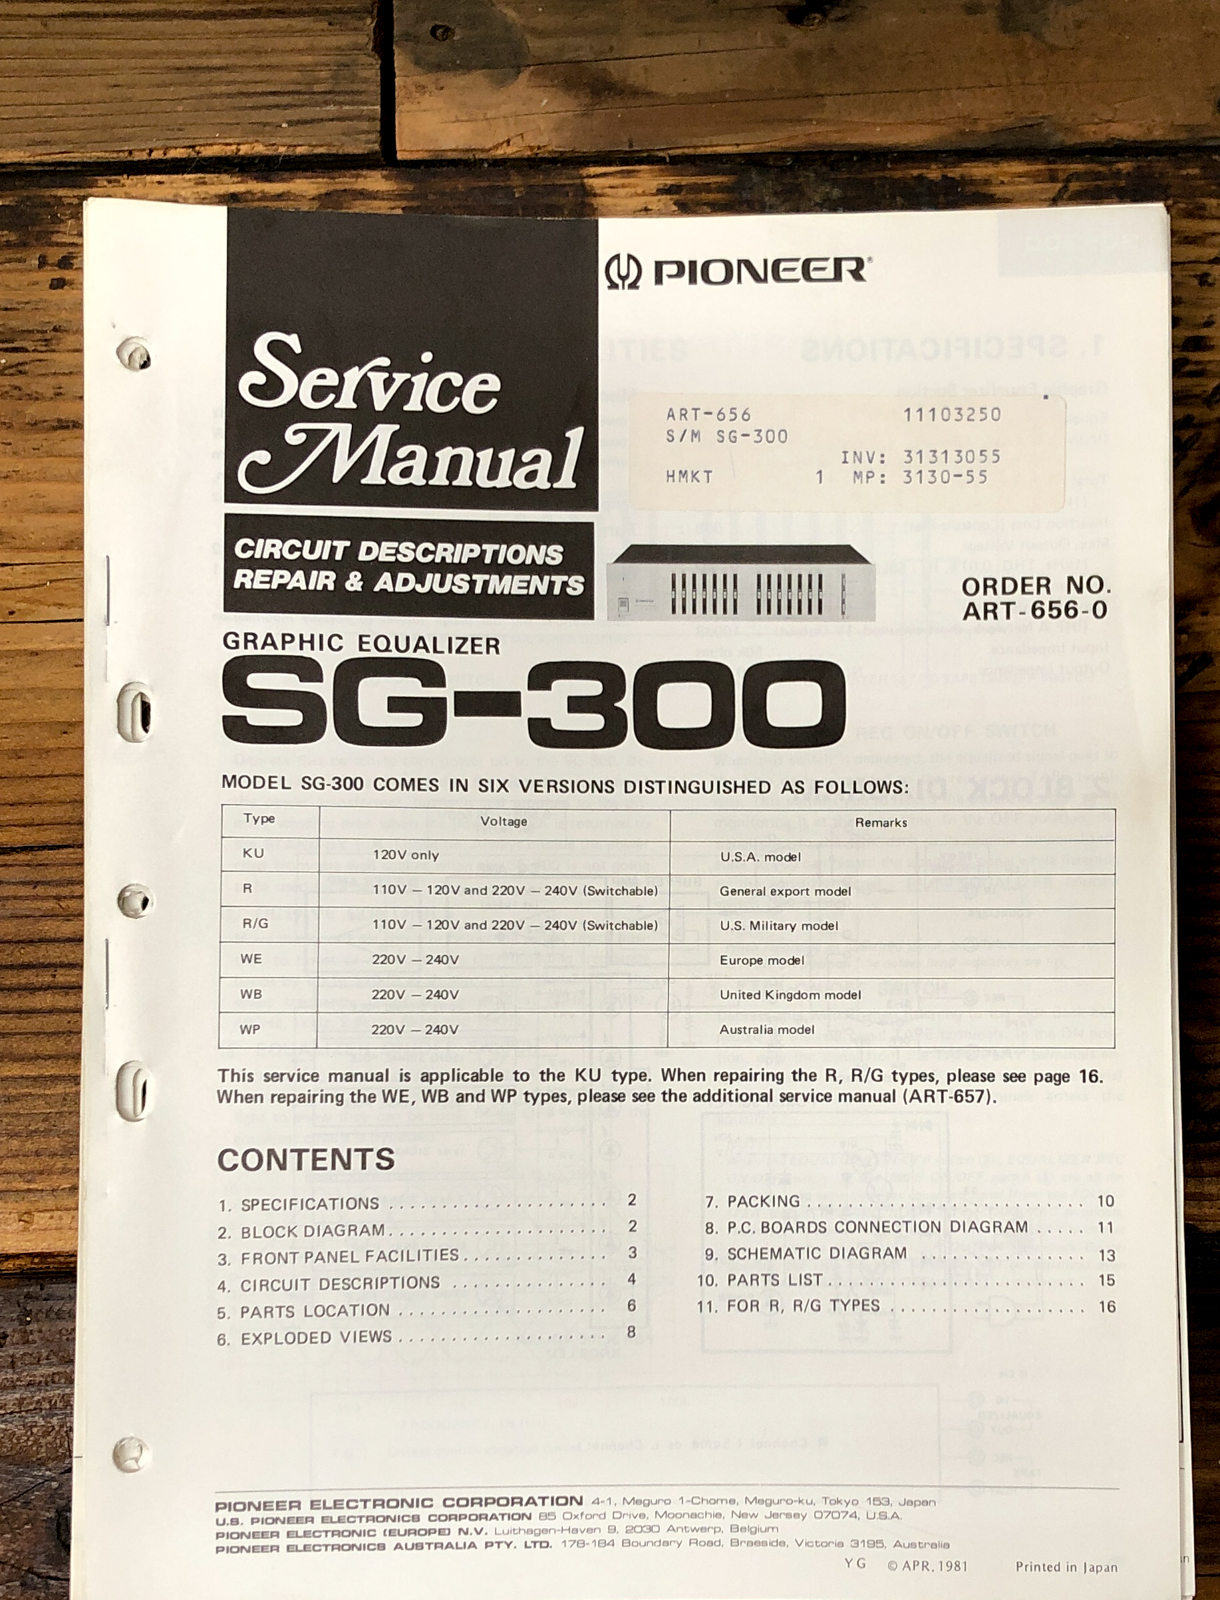 PIONEER®
Service
Manual
ART-656 11103250
S/M SG-300
INV: 31313055
HMKT 1 MP: 3130-55
CIRCUIT DESCRIPTIONS
REPAIR & ADJUSTMENTS
ORDER NO.
ART-656-0
GRAPHIC EQUALIZER
SG-300
MODEL SG-300 COMES IN SIX VERSIONS DISTINGUISHED AS FOLLOWS:
Type Voltage Remarks
KU 120V only U.S.A. model
R 110V – 120V and 220V – 240V (Switchable) General export model
R/G 110V – 120V and 220V – 240V (Switchable) U.S. Military model
WE 220V – 240V Europe model
WB 220V – 240V United Kingdom model
WP 220V – 240V Australia model
This service manual is applicable to the KU type. When repairing the R, R/G types, please see page 16.
When repairing the WE, WB and WP types, please see the additional service manual (ART-657).
CONTENTS
1. SPECIFICATIONS ...................... 2
2. BLOCK DIAGRAM ...................... 2
3. FRONT PANEL FACILITIES .............. 3
4. CIRCUIT DESCRIPTIONS ................ 4
5. PARTS LOCATION ..................... 6
6. EXPLODED VIEWS ..................... 8
7. PACKING ............................ 10
8. P.C. BOARDS CONNECTION DIAGRAM ..... 11
9. SCHEMATIC DIAGRAM ................. 13
10. PARTS LIST .......................... 15
11. FOR R, R/G TYPES .................... 16
PIONEER ELECTRONIC CORPORATION 4-1, Meguro 1-Chome, Meguro-ku, Tokyo 153, Japan
U.S. PIONEER ELECTRONICS CORPORATION 85 Oxford Drive, Moonachie, New Jersey 07074, U.S.A.
PIONEER ELECTRONIC (EUROPE) N.V. Luithagen-Haven 9, 2030 Antwerp, Belgium
PIONEER ELECTRONICS AUSTRALIA PTY. LTD. 178-184 Boundary Road, Braeside, Victoria 3195, Australia
YG © APR. 1981 Printed in Japan